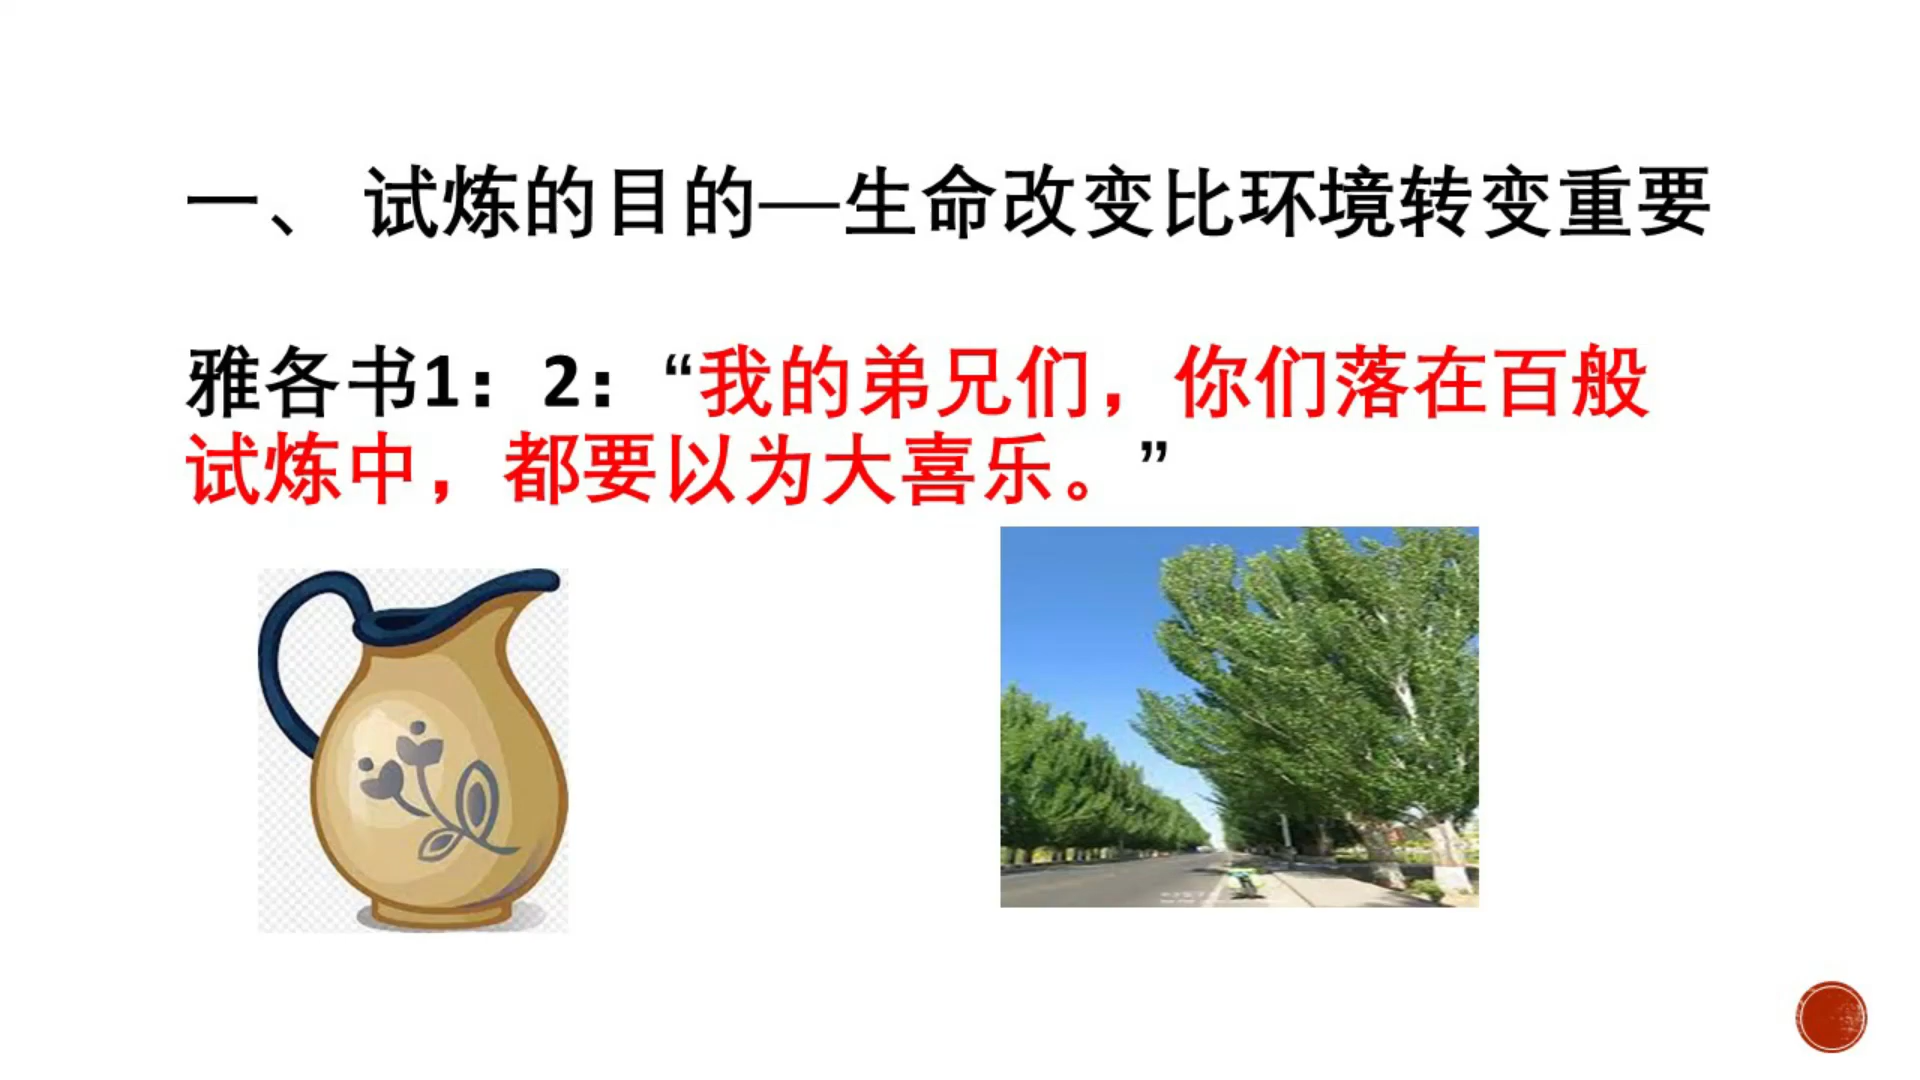 一、 试炼的目的—生命改变比环境转变重要
雅各书1：2：“我的弟兄们，你们落在百般
试炼中，都要以为大喜乐。”